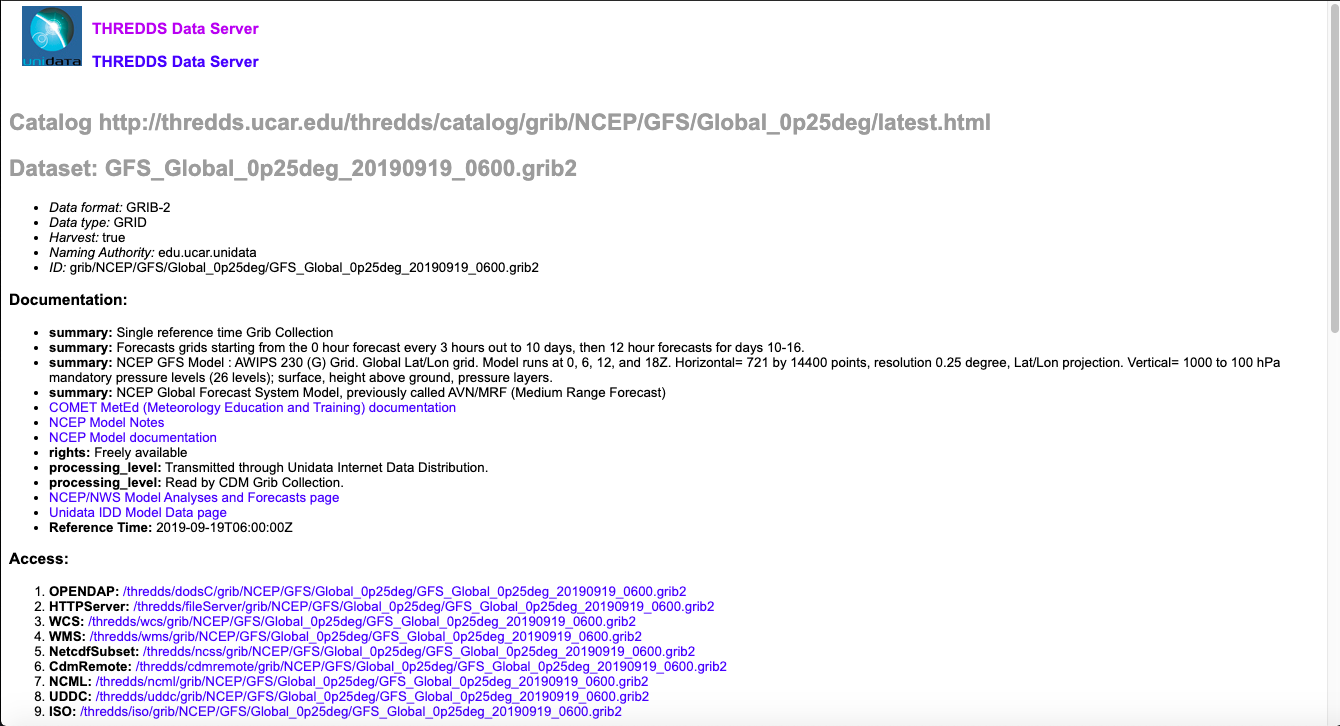 unidata
THREDDS Data Server
THREDDS Data Server
Catalog http://thredds.ucar.edu/thredds/catalog/grib/NCEP/GFS/Global_0p25deg/latest.html
Dataset: GFS_Global_0p25deg_20190919_0600.grib2
• Data format: GRIB-2
• Data type: GRID
• Harvest: true
• Naming Authority: edu.ucar.unidata
• ID: grib/NCEP/GFS/Global_0p25deg/GFS_Global_0p25deg_20190919_0600.grib2
Documentation:
• summary: Single reference time Grib Collection
• summary: Forecasts grids starting from the 0 hour forecast every 3 hours out to 10 days, then 12 hour forecasts for days 10-16.
• summary: NCEP GFS Model : AWIPS 230 (G) Grid. Global Lat/Lon grid. Model runs at 0, 6, 12, and 18Z. Horizontal= 721 by 14400 points, resolution 0.25 degree, Lat/Lon projection. Vertical= 1000 to 100 hPa
mandatory pressure levels (26 levels); surface, height above ground, pressure layers.
• summary: NCEP Global Forecast System Model, previously called AVN/MRF (Medium Range Forecast)
• COMET MetEd (Meteorology Education and Training) documentation
• NCEP Model Notes
• NCEP Model documentation
• rights: Freely available
• processing_level: Transmitted through Unidata Internet Data Distribution.
• processing_level: Read by CDM Grib Collection.
• NCEP/NWS Model Analyses and Forecasts page
• Unidata IDD Model Data page
• Reference Time: 2019-09-19T06:00:00Z
Access:
1. OPENDAP: /thredds/dodsC/grib/NCEP/GFS/Global_0p25deg/GFS_Global_0p25deg_20190919_0600.grib2
2. HTTPServer: /thredds/fileServer/grib/NCEP/GFS/Global_0p25deg/GFS_Global_0p25deg_20190919_0600.grib2
3. WCS: /thredds/wcs/grib/NCEP/GFS/Global_0p25deg/GFS_Global_0p25deg_20190919_0600.grib2
4. WMS: /thredds/wms/grib/NCEP/GFS/Global_0p25deg/GFS_Global_0p25deg_20190919_0600.grib2
5. NetcdfSubset: /thredds/ncss/grib/NCEP/GFS/Global_0p25deg/GFS_Global_0p25deg_20190919_0600.grib2
6. CdmRemote: /thredds/cdmremote/grib/NCEP/GFS/Global_0p25deg/GFS_Global_0p25deg_20190919_0600.grib2
7. NCML: /thredds/ncml/grib/NCEP/GFS/Global_0p25deg/GFS_Global_0p25deg_20190919_0600.grib2
8. UDDC: /thredds/uddc/grib/NCEP/GFS/Global_0p25deg/GFS_Global_0p25deg_20190919_0600.grib2
9. ISO: /thredds/iso/grib/NCEP/GFS/Global_0p25deg/GFS_Global_0p25deg_20190919_0600.grib2